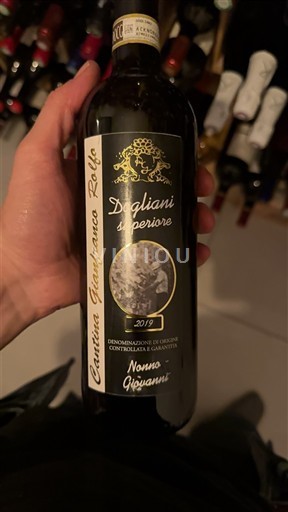 Cantina Gianfranco Rolfo
Dogliani
superiore
VINIOU
2019
DENOMINAZIONE DI ORIGINE
CONTROLLATA E GARANTITA
Nonno
Giovanni